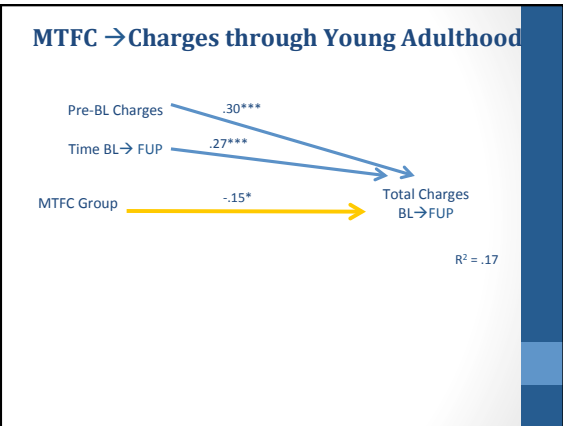 MTFC →Charges through Young Adulthood
Pre-BL Charges
.30***
Time BL→ FUP
.27***
MTFC Group
-.15*
Total Charges
BL→FUP
R² = .17